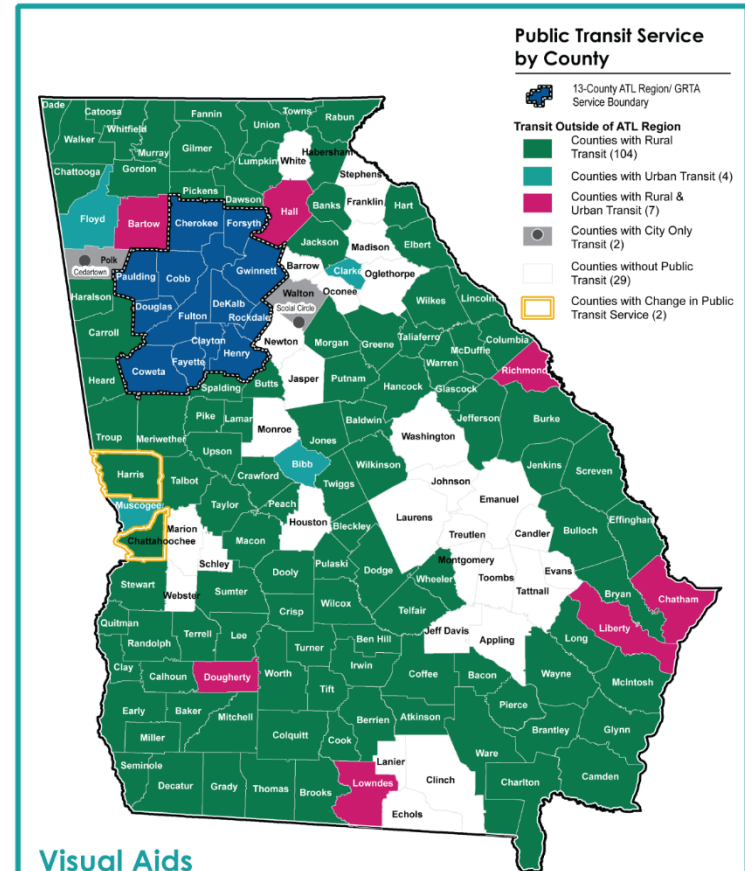 Public Transit Service
by County
13-County ATL Region/ GRTA
Service Boundary
Transit Outside of ATL Region
Counties with Rural
Transit (104)
Counties with Urban Transit (4)
Counties with Rural &
Urban Transit (7)
Counties with City Only
Transit (2)
Counties without Public
Transit (29)
Counties with Change in Public
Transit Service (2)
Dade
Catoosa
Fannin
Towns
Rabun
Union
Whitfield
Walker
Murray
Gilmer
White
Habersham
Lumpkin
Stephens
Chattooga
Gordon
Pickens
Dawson
Franklin
Banks
Hart
Floyd
Bartow
Cherokee
Forsyth
Hall
Jackson
Madison
Elbert
Polk
Cedartown
Gwinnett
Barrow
Clarke
Oglethorpe
Paulding
Cobb
Oconee
Walton
Social Circle
Wilkes
Lincoln
Haralson
Douglas
DeKalb
Fulton
Rockdale
Carroll
Clayton
Newton
Morgan
Greene
Taliaferro
Columbia
McDuffie
Warren
Richmond
Heard
Coweta
Fayette
Henry
Butts
Jasper
Putnam
Hancock
Glascock
Spalding
Troup
Meriwether
Pike
Lamar
Monroe
Jones
Baldwin
Washington
Jefferson
Burke
Upson
Bibb
Wilkinson
Jenkins
Screven
Harris
Talbot
Crawford
Twiggs
Johnson
Emanuel
Muscogee
Taylor
Peach
Houston
Bleckley
Laurens
Treutlen
Candler
Bulloch
Effingham
Marion
Chattahoochee
Macon
Schley
Pulaski
Dodge
Montgomery
Wheeler
Toombs
Evans
Tattnall
Bryan
Chatham
Stewart
Webster
Sumter
Dooly
Crisp
Wilcox
Telfair
Jeff Davis
Appling
Long
Liberty
Quitman
Randolph
Terrell
Lee
Turner
Ben Hill
Irwin
Coffee
Bacon
Wayne
McIntosh
Clay
Calhoun
Dougherty
Worth
Tift
Pierce
Early
Baker
Mitchell
Berrien
Atkinson
Brantley
Glynn
Miller
Colquitt
Cook
Ware
Seminole
Lanier
Clinch
Camden
Decatur
Grady
Thomas
Brooks
Lowndes
Echols
Charlton
Visual Aids